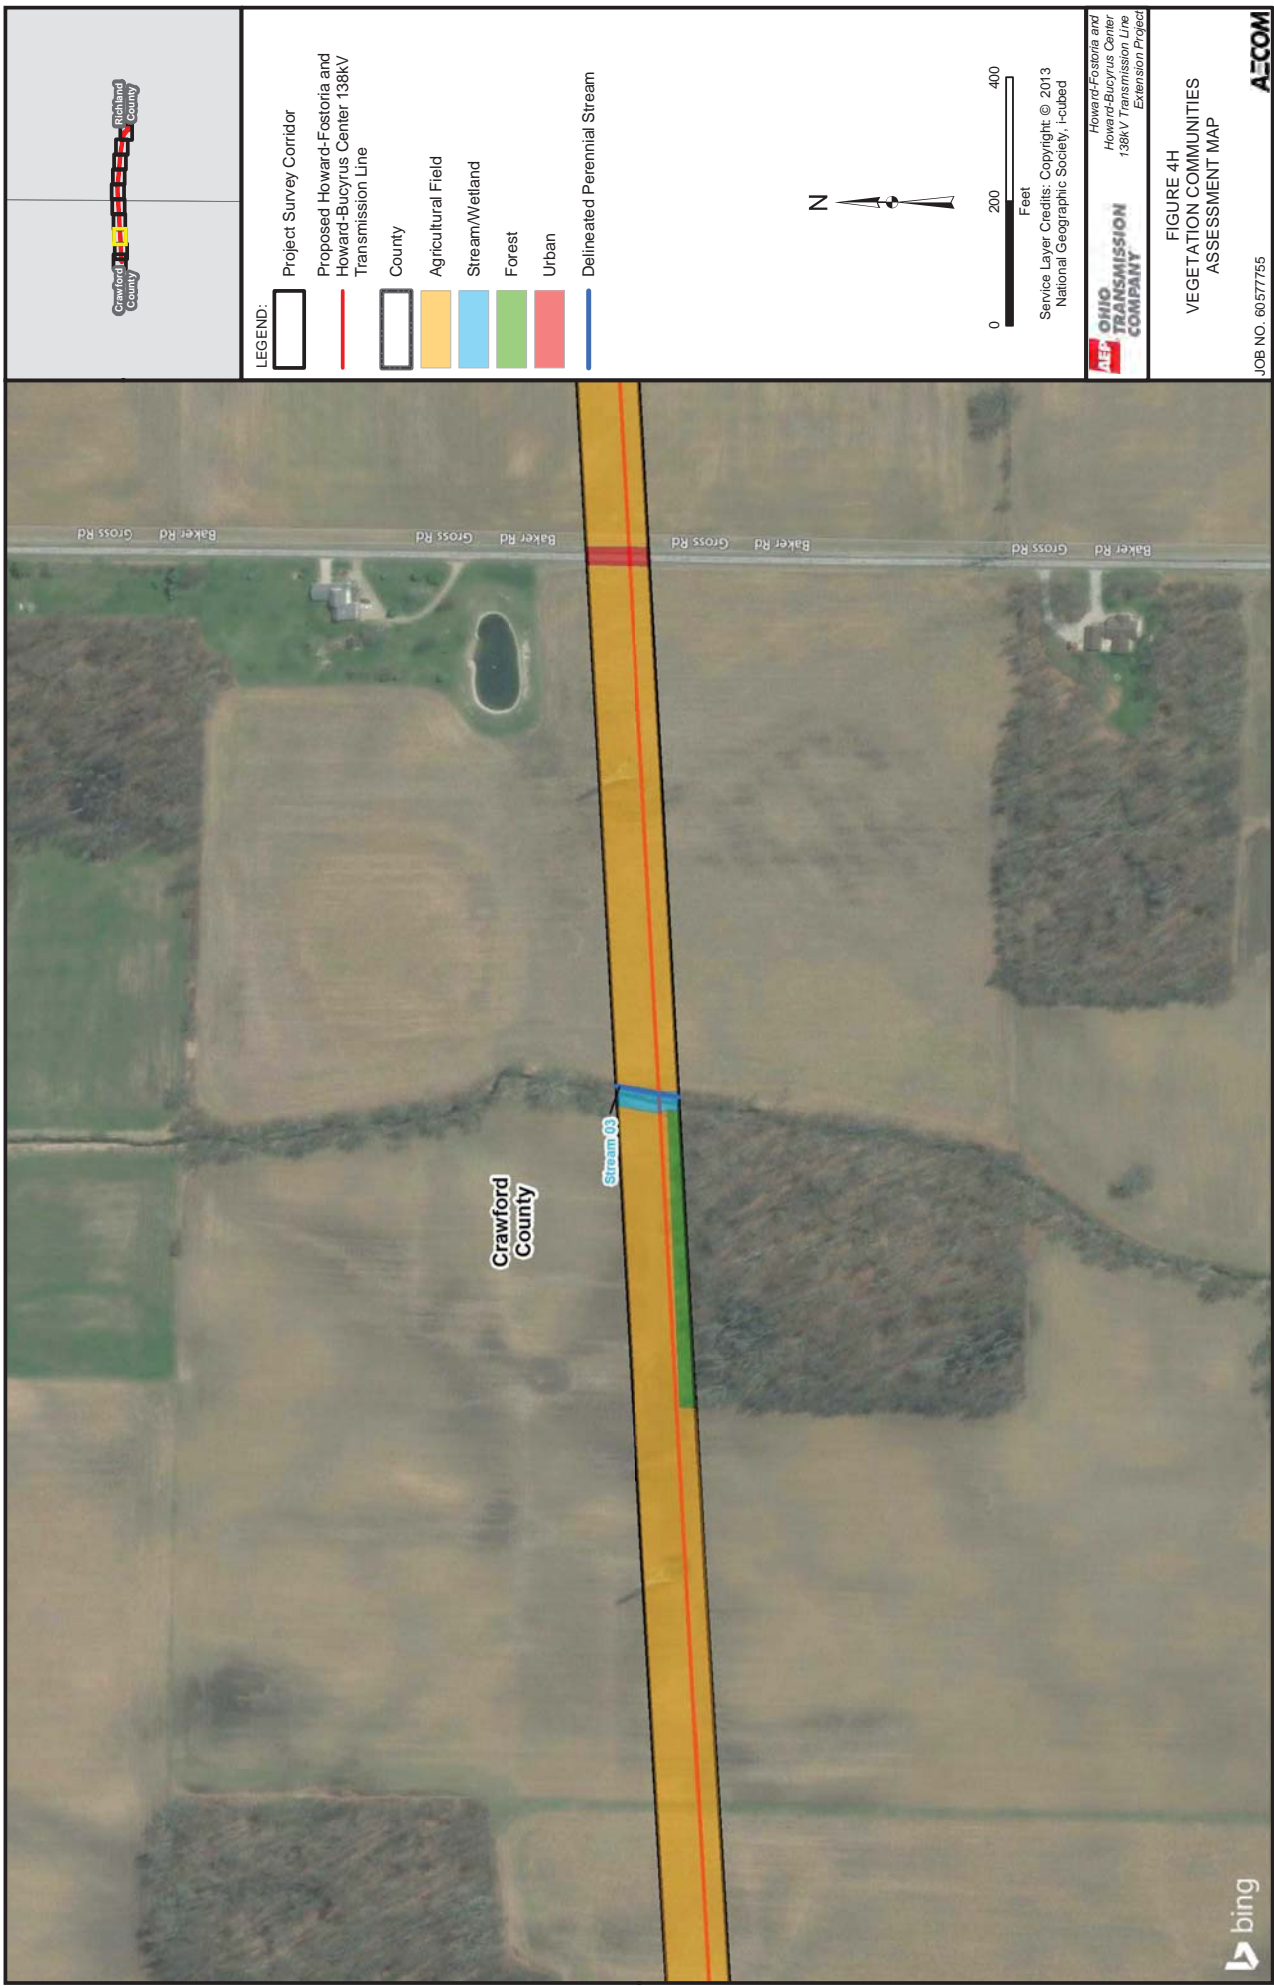 Crawford
County
Richland
County
LEGEND:
Project Survey Corridor
Proposed Howard-Fostoria and
Howard-Bucyrus Center 138kV
Transmission Line
County
Agricultural Field
Stream/Wetland
Forest
Urban
Delineated Perennial Stream
N
0 200 400
Feet
Service Layer Credits: Copyright: © 2013
National Geographic Society, i-cubed
AEP OHIO
TRANSMISSION
COMPANY
Howard-Fostoria and
Howard-Bucyrus Center
138kV Transmission Line
Extension Project
FIGURE 4H
VEGETATION COMMUNITIES
ASSESSMENT MAP
JOB NO. 60577755
AECOM
Gross Rd Baker Rd
Gross Rd Baker Rd
Gross Rd Baker Rd
Gross Rd Baker Rd
Stream 03
Crawford
County
bing